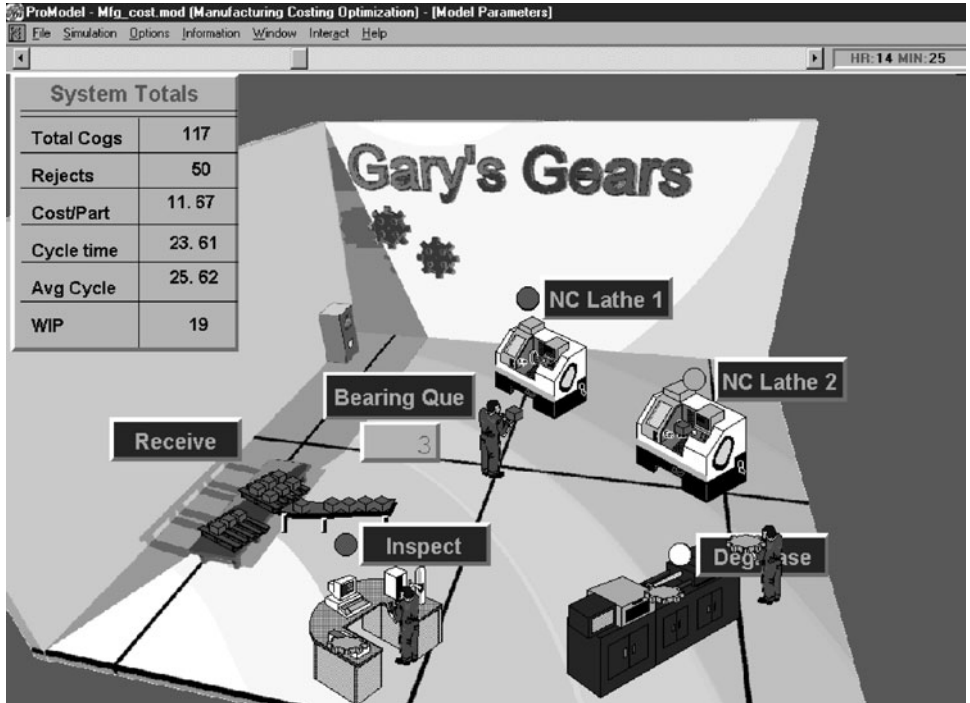 ProModel - Mfg_cost.mod (Manufacturing Costing Optimization) - [Model Parameters]
File Simulation Options Information Window Interact Help
HR:14 MIN:25
System Totals
Total Cogs 117
Rejects 50
Cost/Part 11.67
Cycle time 23.61
Avg Cycle 25.62
WIP 19
Gary's Gears
NC Lathe 1
NC Lathe 2
Bearing Que
3
Receive
Inspect